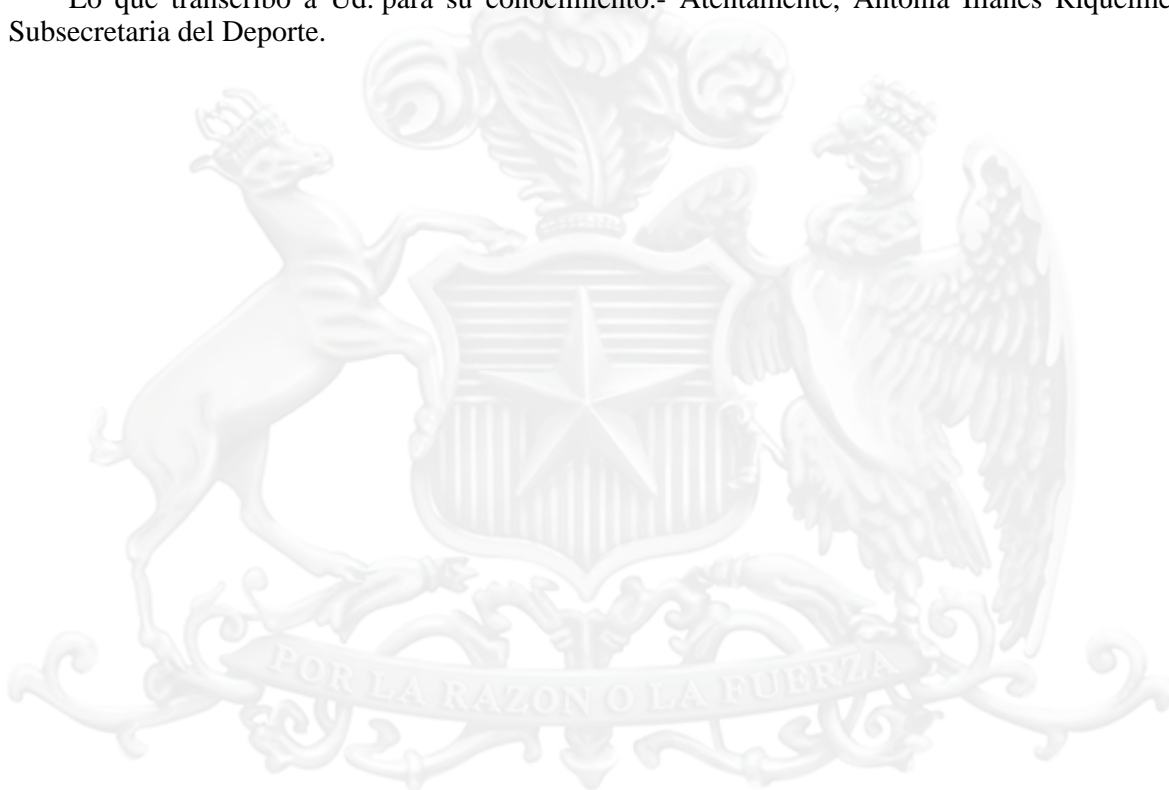 Lo que transcribo a Ud. para su conocimiento.- Atentamente, Antonia Illanes Riquelme
Subsecretaria del Deporte.
POR LA RAZON O LA FUERZA